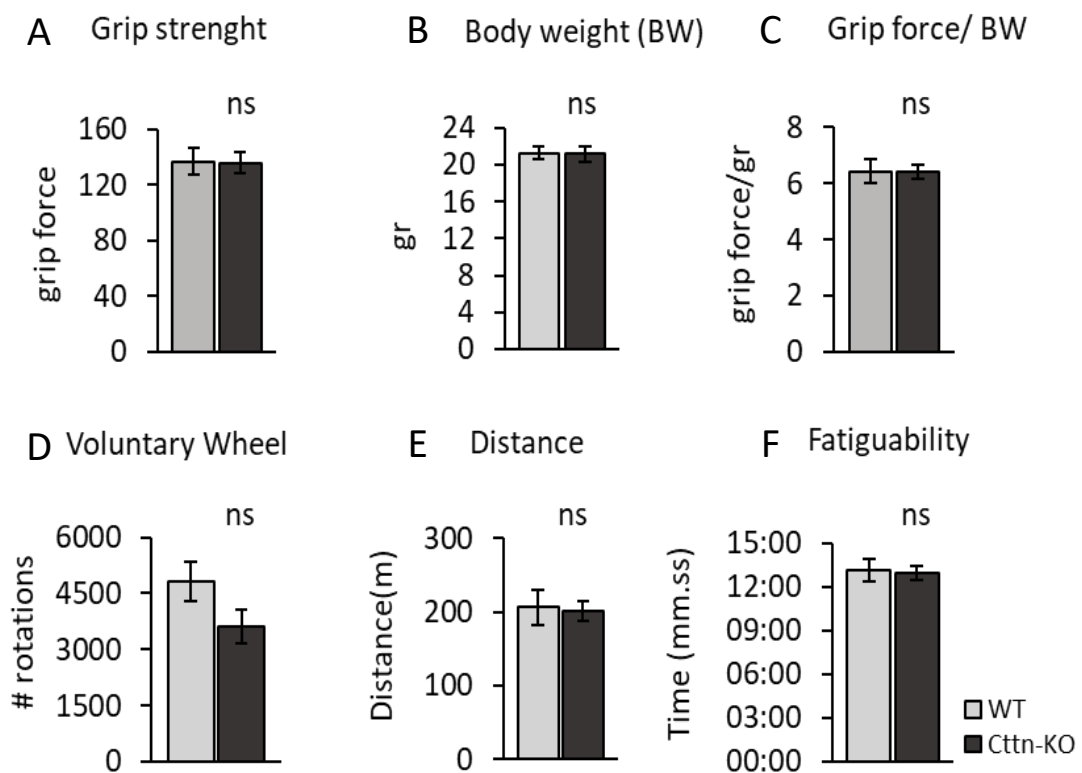 A Grip strenght
ns
grip force
160
120
80
40
0
B Body weight (BW)
ns
gr
24
20
16
12
8
4
0
C Grip force/ BW
ns
grip force/gr
8
6
4
2
0
D Voluntary Wheel
ns
# rotations
6000
4500
3000
1500
0
E Distance
ns
Distance(m)
300
200
100
0
F Fatiguability
ns
Time (mm.ss)
15:00
12:00
09:00
06:00
03:00
00:00
WT
Cttn-KO